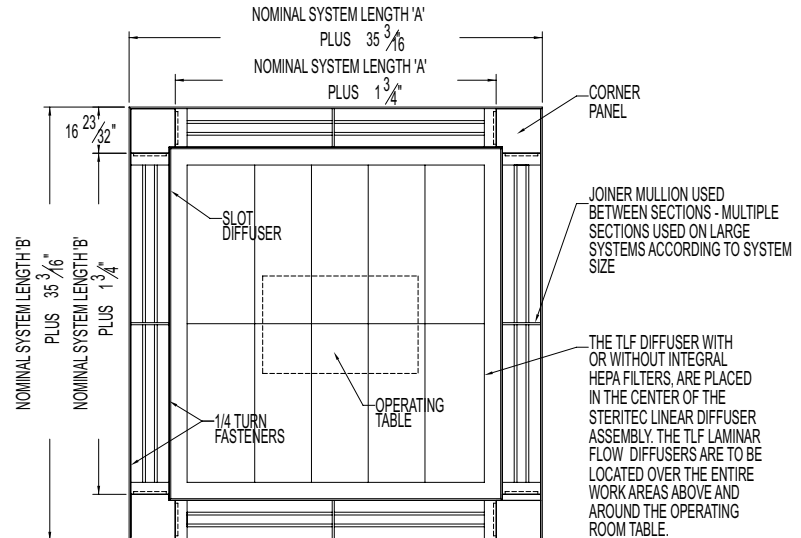 NOMINAL SYSTEM LENGTH 'A'
PLUS 35 3/16
NOMINAL SYSTEM LENGTH 'A'
PLUS 1 3/4"
16 23/32"
CORNER
PANEL
NOMINAL SYSTEM LENGTH 'B'
PLUS 35 3/16"
NOMINAL SYSTEM LENGTH 'B'
PLUS 1 3/4"
SLOT
DIFFUSER
JOINER MULLION USED
BETWEEN SECTIONS - MULTIPLE
SECTIONS USED ON LARGE
SYSTEMS ACCORDING TO SYSTEM
SIZE
OPERATING
TABLE
1/4 TURN
FASTENERS
THE TLF DIFFUSER WITH
OR WITHOUT INTEGRAL
HEPA FILTERS, ARE PLACED
IN THE CENTER OF THE
STERITEC LINEAR DIFFUSER
ASSEMBLY. THE TLF LAMINAR
FLOW DIFFUSERS ARE TO BE
LOCATED OVER THE ENTIRE
WORK AREAS ABOVE AND
AROUND THE OPERATING
ROOM TABLE.